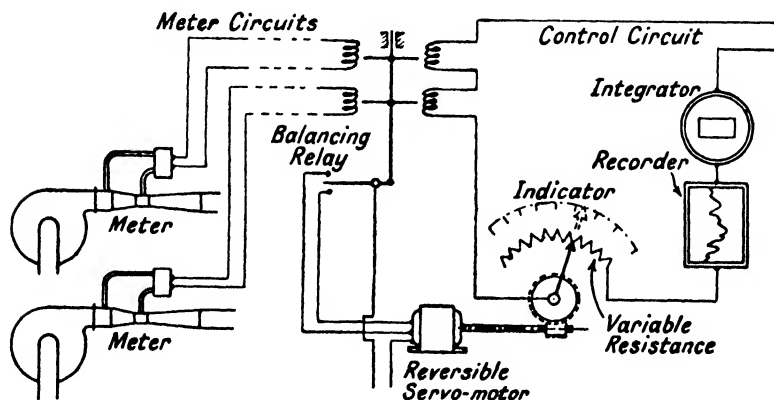 Meter Circuits
Control Circuit
Integrator
Balancing
Relay
Recorder
Indicator
Meter
Meter
Variable
Resistance
Reversible
Servo-motor